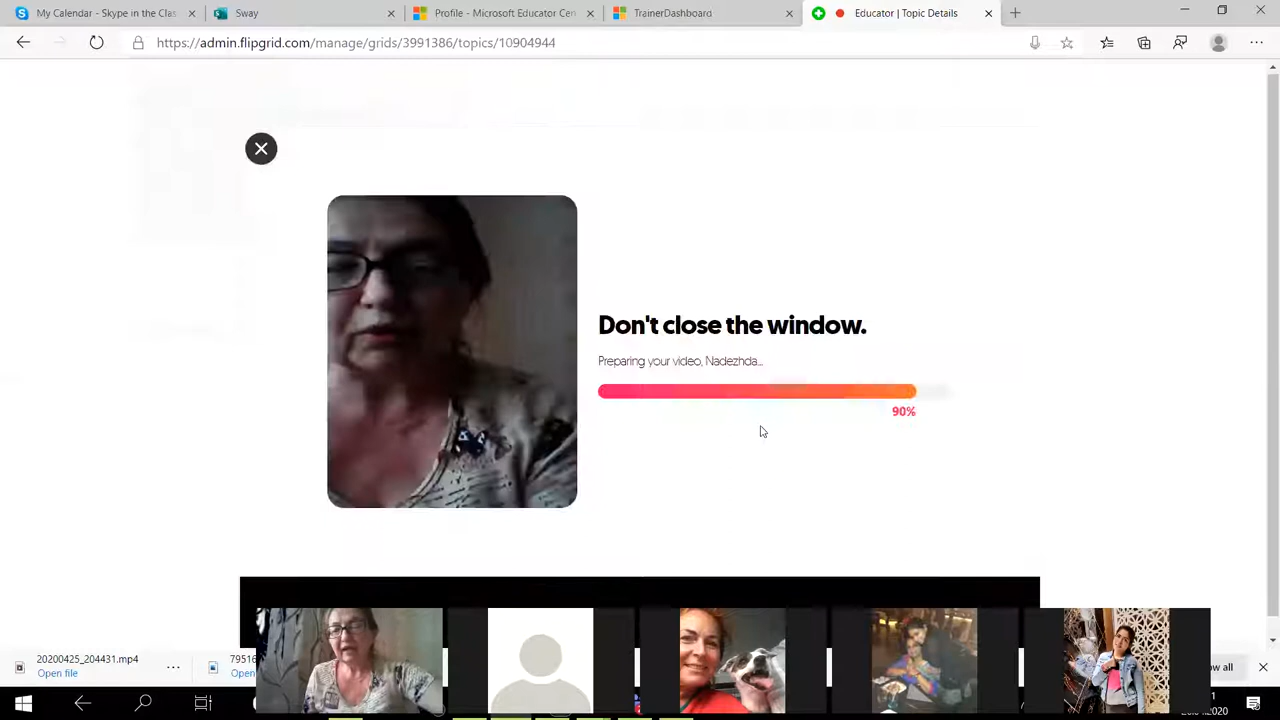 My Calendar - Skype in the Clas
Sway
Profile - Microsoft Educator Cen
TrainerDashboard
Educator | Topic Details
https://admin.flipgrid.com/manage/grids/3991386/topics/10904944
Don't close the window.
Preparing your video, Nadezhda...
90%
20200425_204431.mp4
Open file
79516
Open
ow all